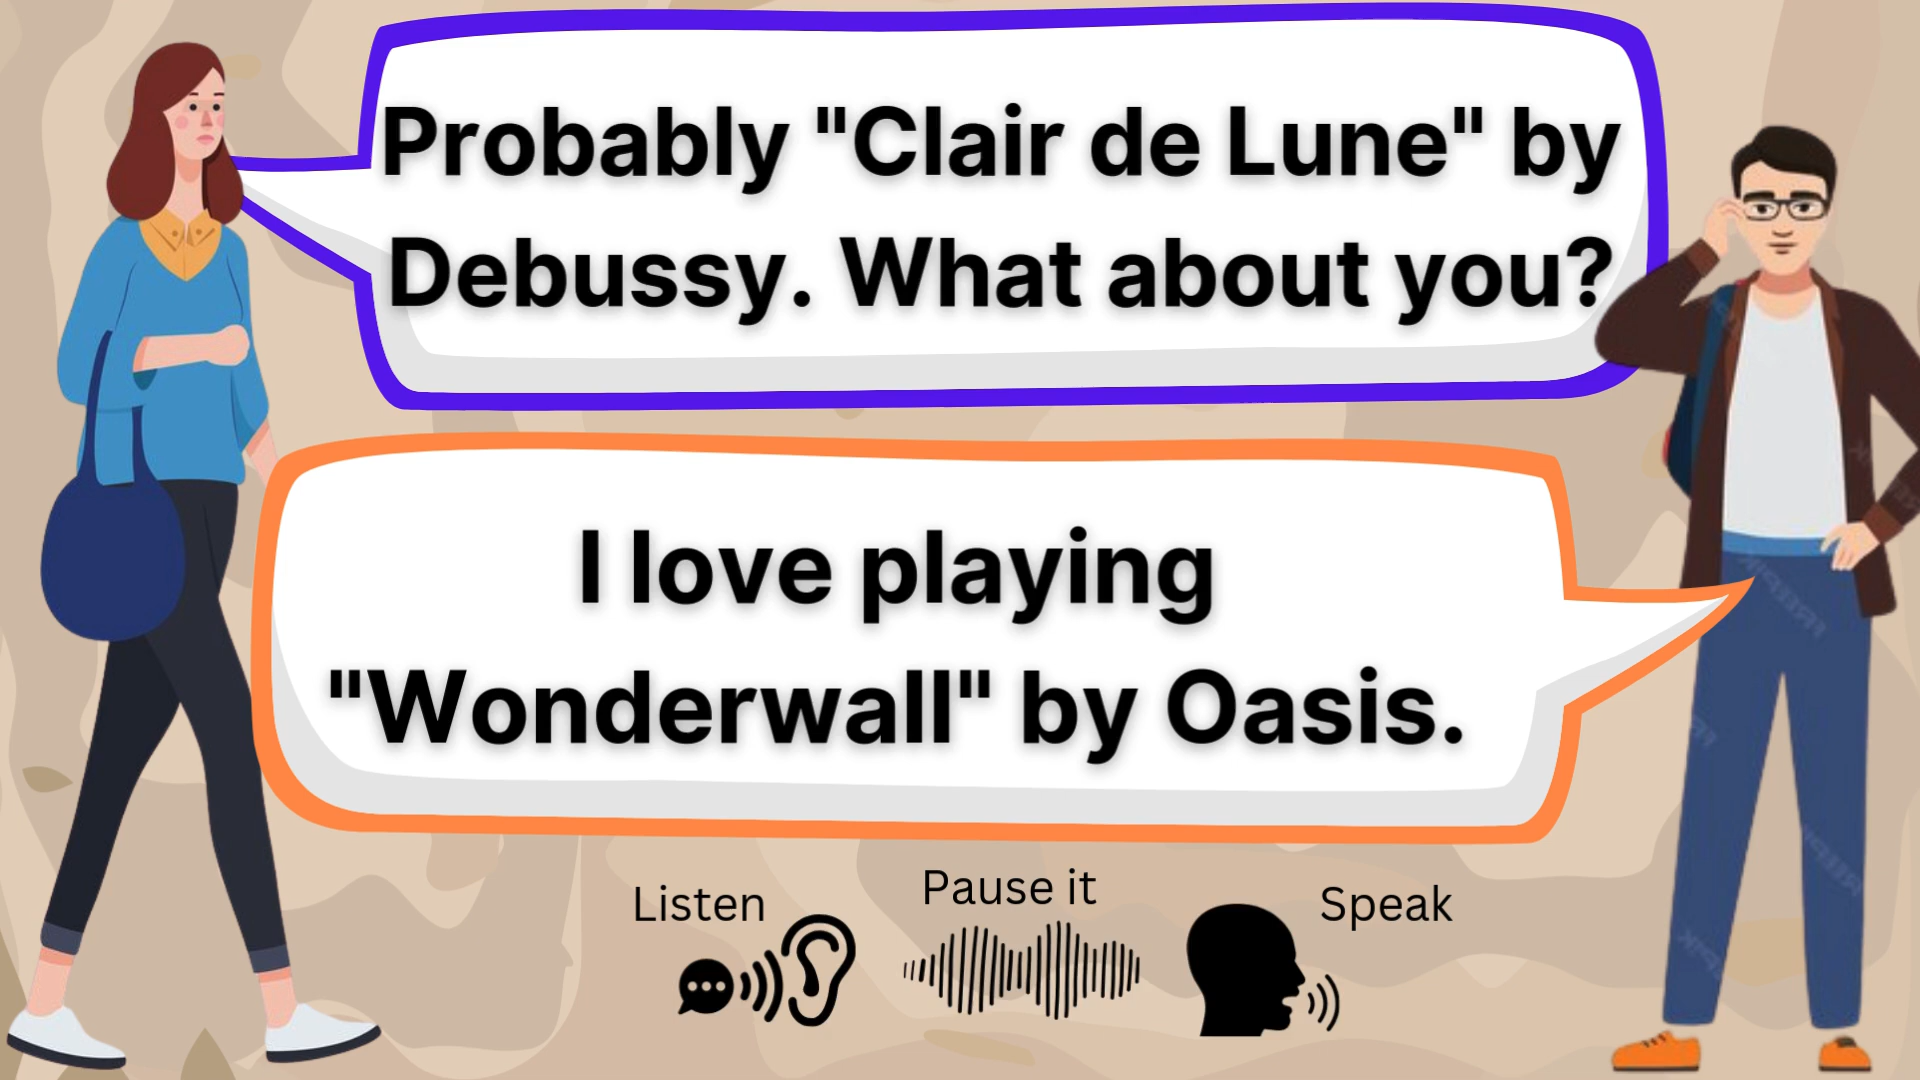 Probably "Clair de Lune" by
Debussy. What about you?
I love playing
"Wonderwall" by Oasis.
Listen
Pause it
Speak